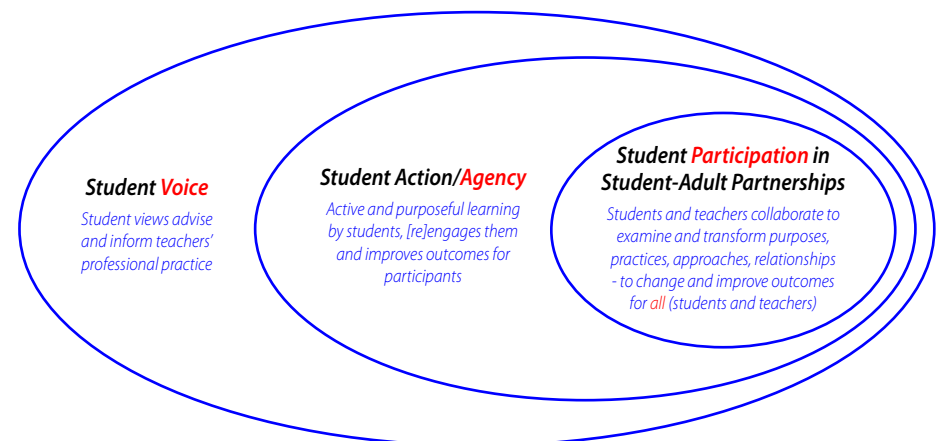 Student Voice
Student views advise
and inform teachers'
professional practice
Student Action/Agency
Active and purposeful learning
by students, [re]engages them
and improves outcomes for
participants
Student Participation in
Student-Adult Partnerships
Students and teachers collaborate to
examine and transform purposes,
practices, approaches, relationships
- to change and improve outcomes
for all (students and teachers)